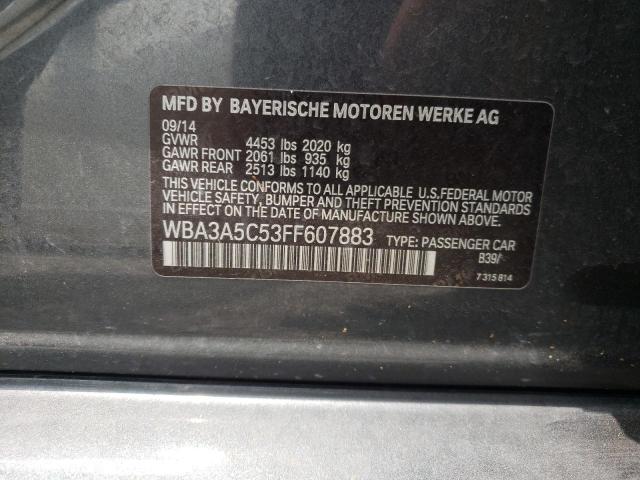 MFD BY BAYERISCHE MOTOREN WERKE AG
09/14
GVWR 4453 lbs 2020 kg
GAWR FRONT 2061 lbs 935 kg
GAWR REAR 2513 lbs 1140 kg
THIS VEHICLE CONFORMS TO ALL APPLICABLE U.S. FEDERAL MOTOR
VEHICLE SAFETY, BUMPER AND THEFT PREVENTION STANDARDS
IN EFFECT ON THE DATE OF MANUFACTURE SHOWN ABOVE.
WBA3A5C53FF607883 TYPE: PASSENGER CAR
B39/
7 315 814